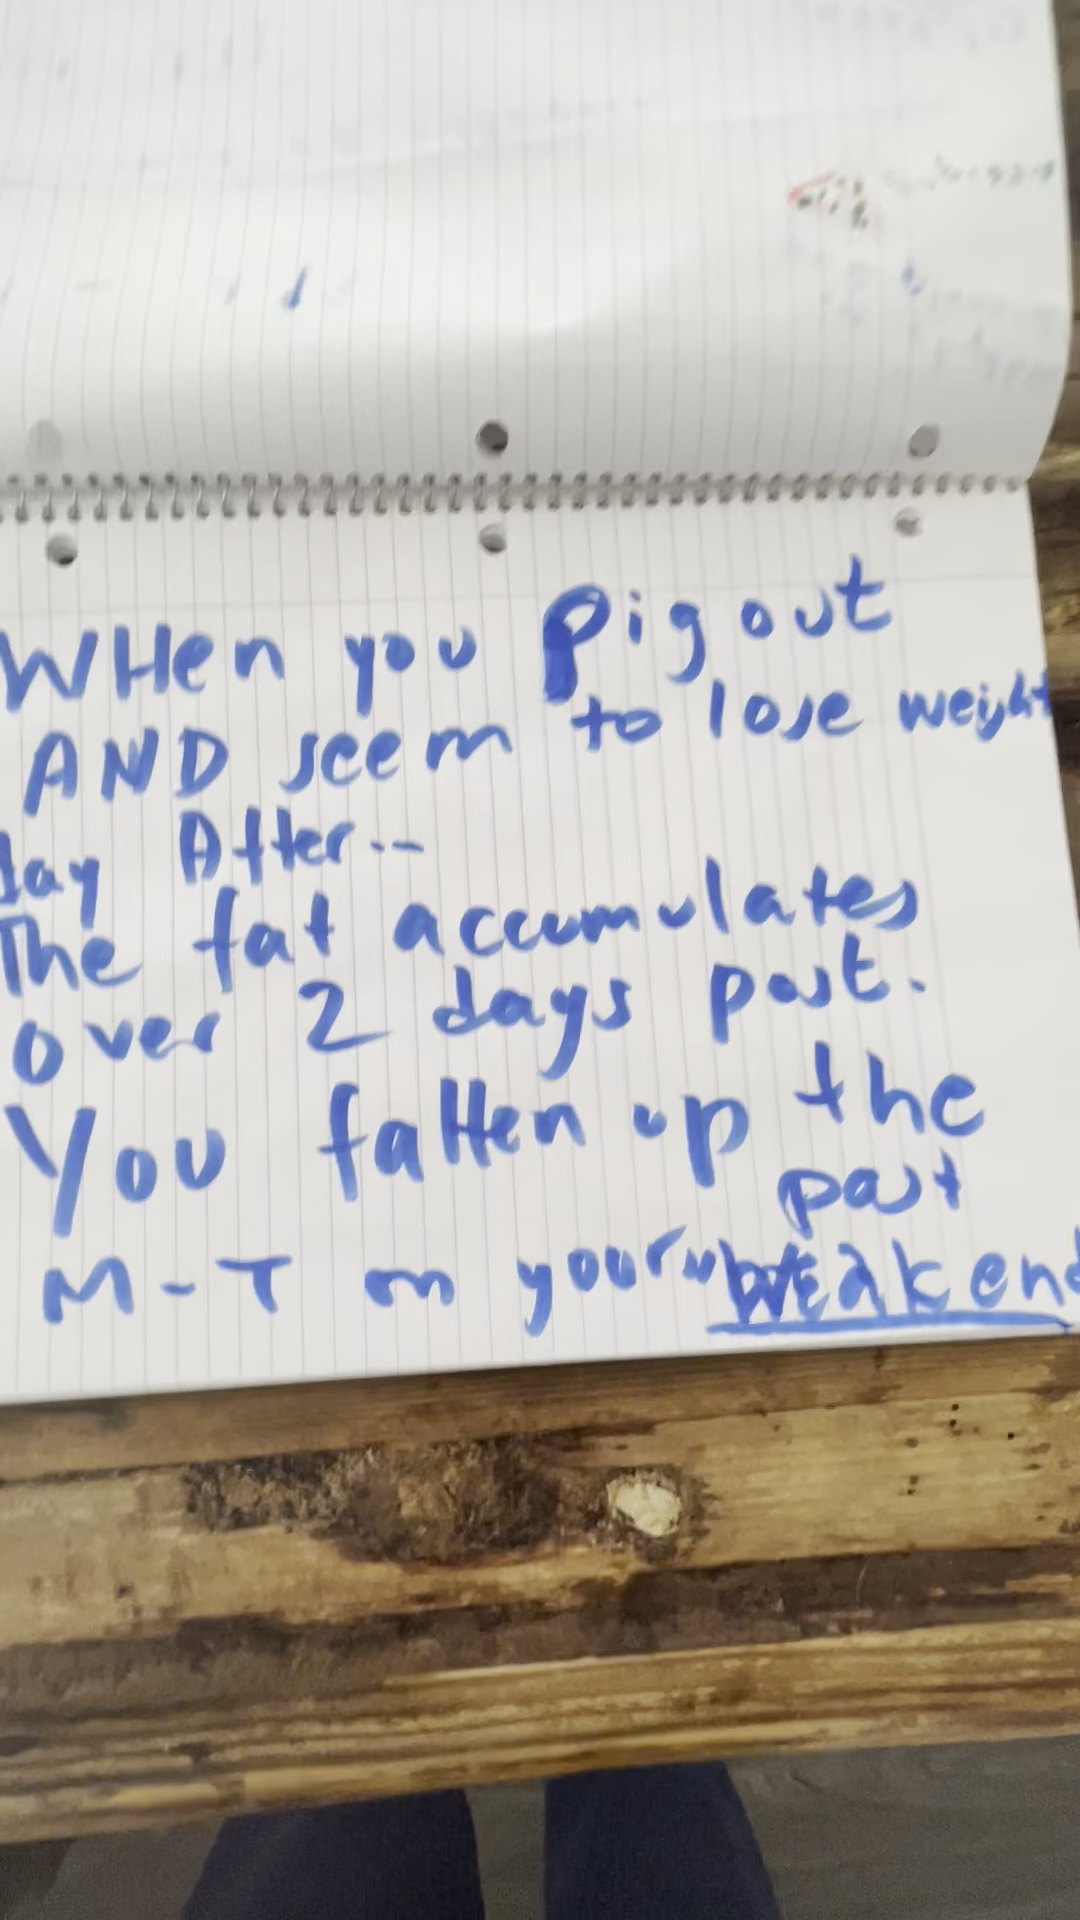 WHen you Pig out
AND seem to lose weight
day After..
The fat accumulates
over 2 days past.
You fatten up the
past
M-T on your weakend